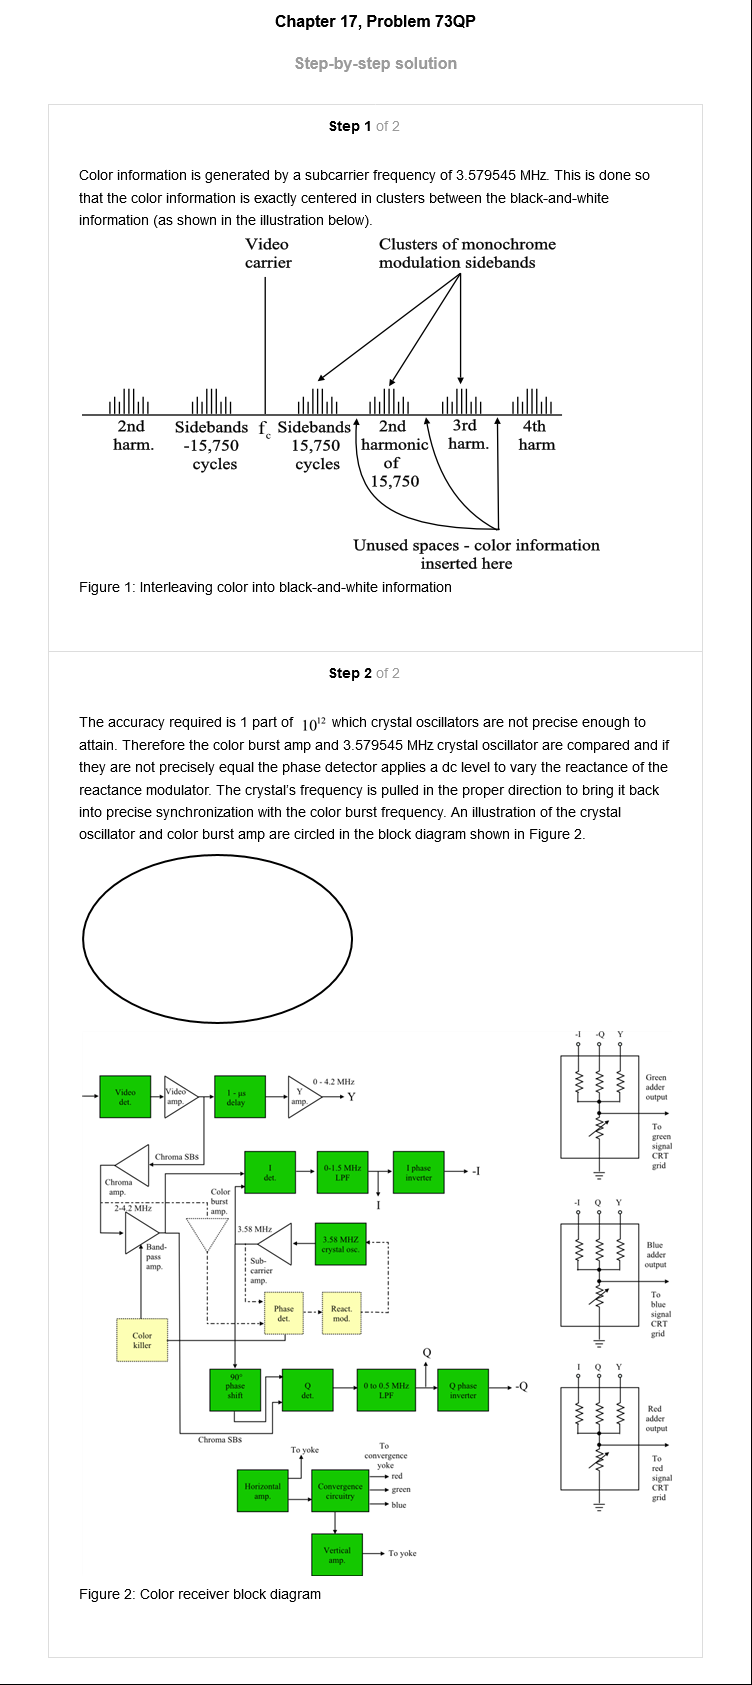 Chapter 17, Problem 73QP
Step-by-step solution
Step 1 of 2
Color information is generated by a subcarrier frequency of 3.579545 MHz. This is done so
that the color information is exactly centered in clusters between the black-and-white
information (as shown in the illustration below).
Video
carrier
Clusters of monochrome
modulation sidebands
2nd
harm.
Sidebands
-15,750
cycles
fc
Sidebands
15,750
cycles
2nd
harmonic
of
15,750
3rd
harm.
4th
harm
Unused spaces - color information
inserted here
Figure 1: Interleaving color into black-and-white information
Step 2 of 2
The accuracy required is 1 part of 10¹² which crystal oscillators are not precise enough to
attain. Therefore the color burst amp and 3.579545 MHz crystal oscillator are compared and if
they are not precisely equal the phase detector applies a dc level to vary the reactance of the
reactance modulator. The crystal's frequency is pulled in the proper direction to bring it back
into precise synchronization with the color burst frequency. An illustration of the crystal
oscillator and color burst amp are circled in the block diagram shown in Figure 2.
Video
det.
Video
amp.
1 - µs
delay
Y
amp.
0 - 4.2 MHz
Y
Chroma SBs
Chroma
amp.
2-4.2 MHz
Band-
pass
amp.
Color
burst
amp.
I
det.
0-1.5 MHz
LPF
I
I phase
inverter
-I
3.58 MHz
Sub-
carrier
amp.
3.58 MHZ
crystal osc.
Phase
det.
React.
mod.
Color
killer
90°
phase
shift
Q
det.
0 to 0.5 MHz
LPF
Q
Q phase
inverter
-Q
Chroma SBs
To yoke
To
convergence
yoke
Horizontal
amp.
Convergence
circuitry
red
green
blue
Vertical
amp.
To yoke
-I -Q Y
Green
adder
output
To
green
signal
CRT
grid
-I Q Y
Blue
adder
output
To
blue
signal
CRT
grid
I Q Y
Red
adder
output
To
red
signal
CRT
grid
Figure 2: Color receiver block diagram